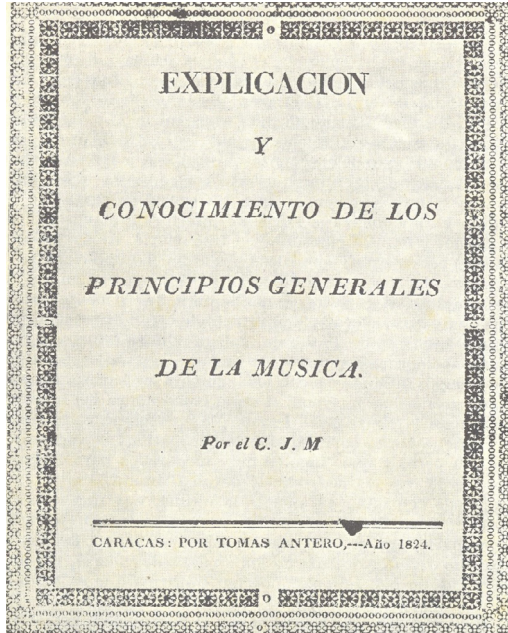 EXPLICACION
Y
CONOCIMIENTO DE LOS
PRINCIPIOS GENERALES
DE LA MUSICA.
Por el C. J. M
CARACAS: POR TOMAS ANTERO,---Año 1824.